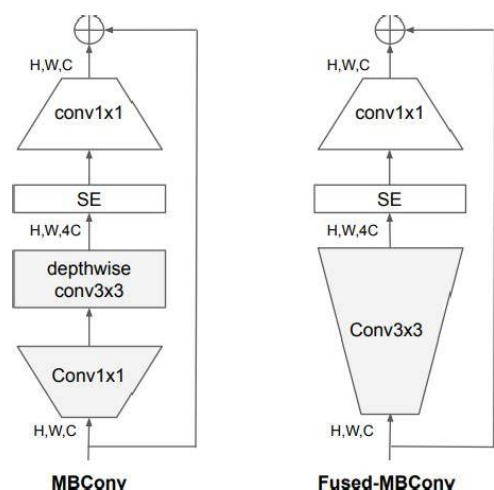 H,W,C
conv1x1
SE
H,W,4C
depthwise
conv3x3
Conv1x1
H,W,C
MBConv
H,W,C
conv1x1
SE
H,W,4C
Conv3x3
H,W,C
Fused-MBConv